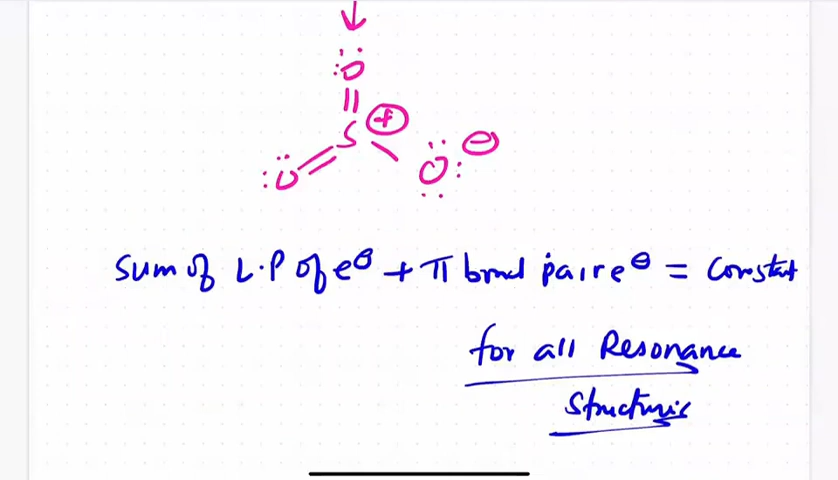 :Ö
||
S ⊕
:Ö Ö: ⊖
Sum of L.P of e⊖ + π bond pair e⊖ = Constant
for all Resonance
Structures